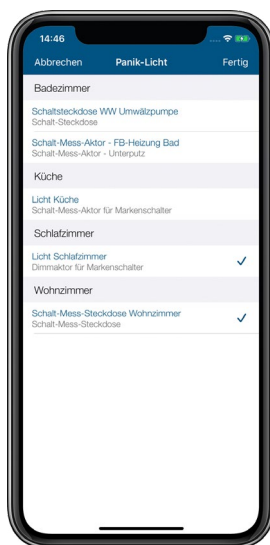 14:46
Abbrechen Panik-Licht Fertig
Badezimmer
Schaltsteckdose WW Umwälzpumpe
Schalt-Steckdose
Schalt-Mess-Aktor - FB-Heizung Bad
Schalt-Mess-Aktor - Unterputz
Küche
Licht Küche
Schalt-Mess-Aktor für Markenschalter
Schlafzimmer
Licht Schlafzimmer
Dimmaktor für Markenschalter
Wohnzimmer
Schalt-Mess-Steckdose Wohnzimmer
Schalt-Mess-Steckdose